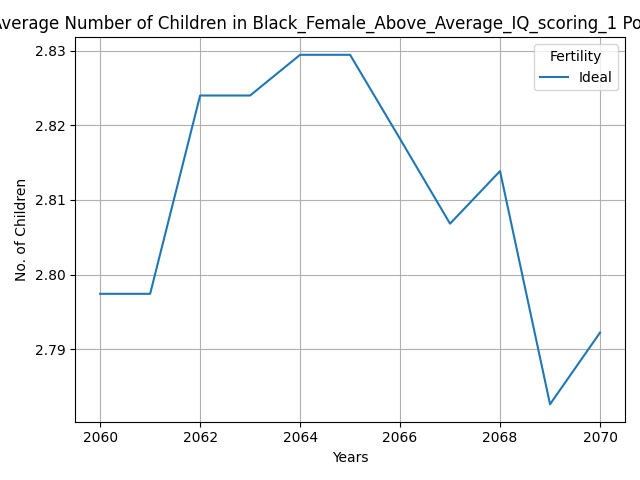 Average Number of Children in Black_Female_Above_Average_IQ_scoring_1
2.83
2.82
2.81
2.80
2.79
No. of Children
Fertility
Ideal
2060 2062 2064 2066 2068 2070
Years